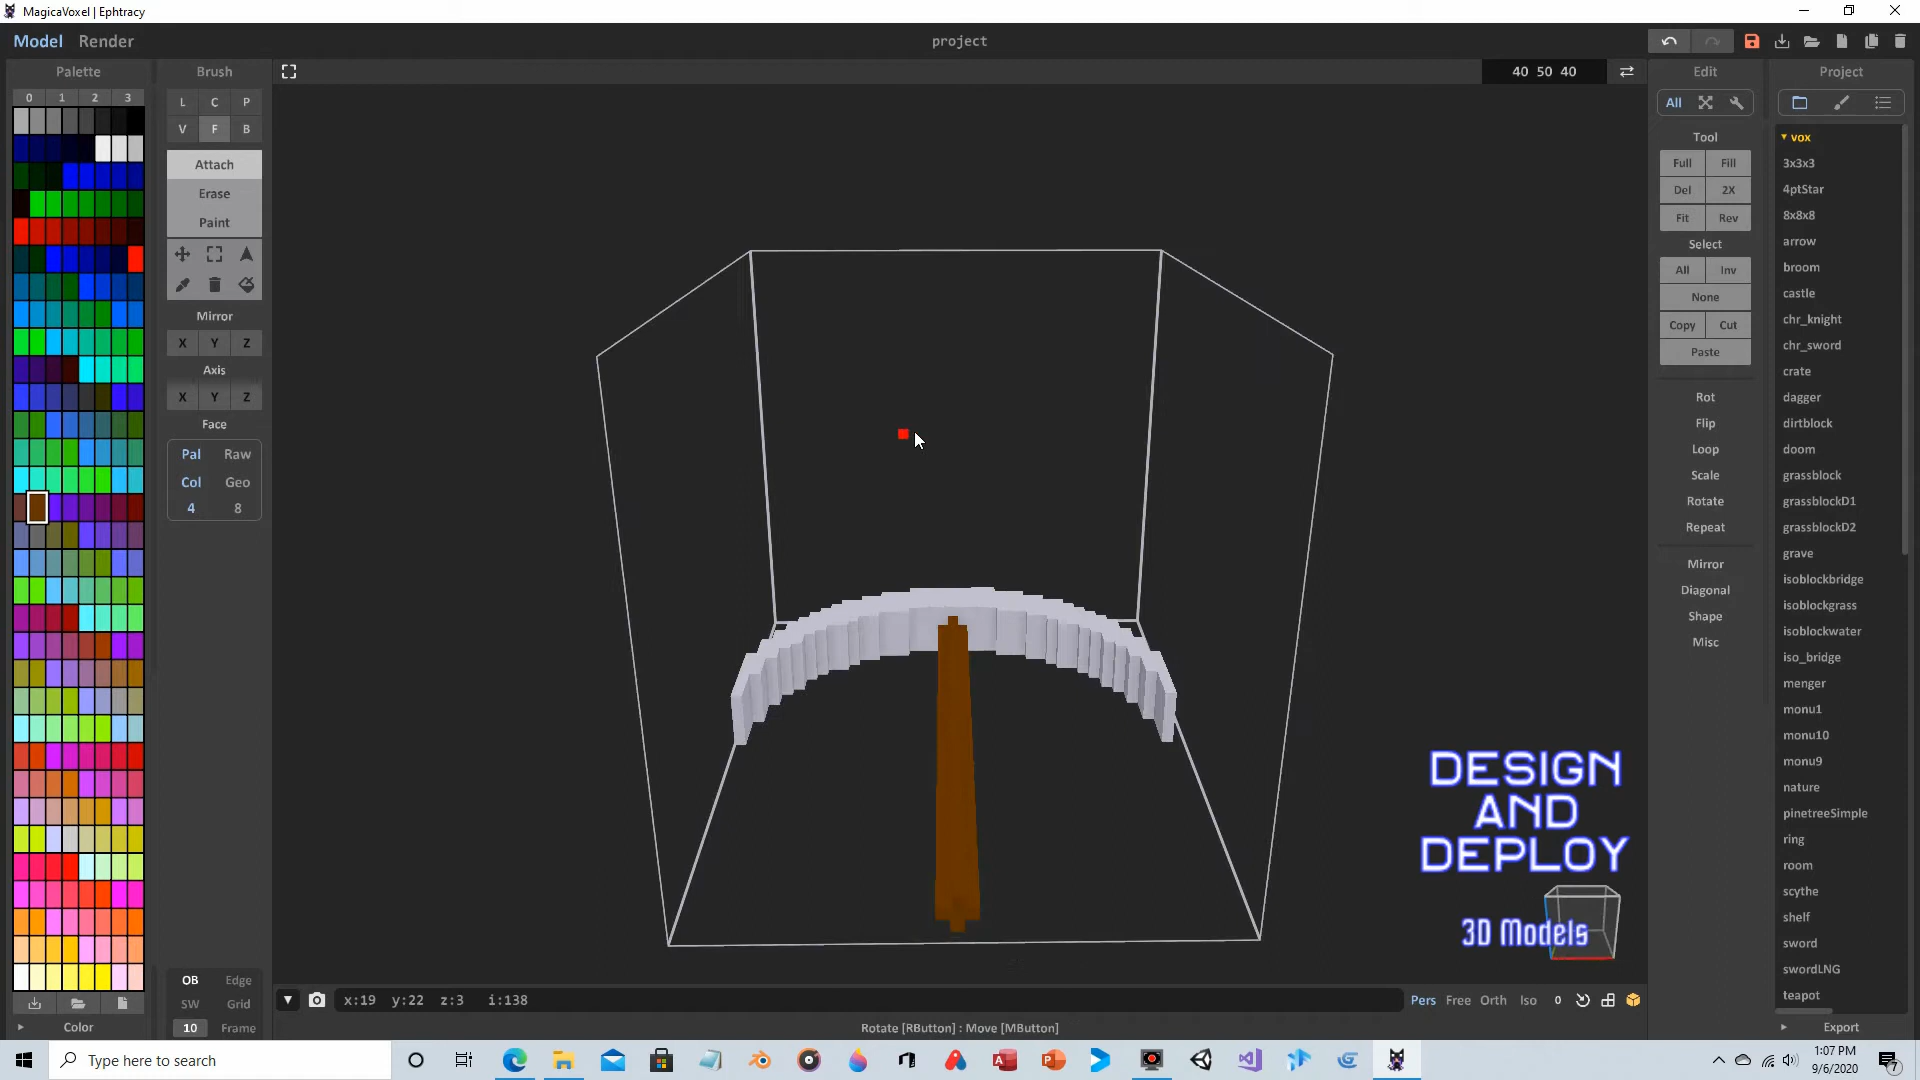 MagicaVoxel | Ephtracy
Model Render
project
Palette
Brush
40 50 40
Edit
Project
0 1 2 3
L C P
V F B
Attach
Erase
Paint
Mirror
X Y Z
Axis
X Y Z
Face
Pal Raw
Col Geo
4 8
OB Edge
SW Grid
10 Frame
Color
All
Tool
Full Fill
Del 2X
Fit Rev
Select
All Inv
None
Copy Cut
Paste
Rot
Flip
Loop
Scale
Rotate
Repeat
Mirror
Diagonal
Shape
Misc
vox
3x3x3
4ptStar
8x8x8
arrow
broom
castle
chr_knight
chr_sword
crate
dagger
dirtblock
doom
grassblock
grassblockD1
grassblockD2
grave
isoblockbridge
isoblockgrass
isoblockwater
iso_bridge
menger
monu1
monu10
monu9
nature
pinetreeSimple
ring
room
scythe
shelf
sword
swordLNG
teapot
Export
DESIGN
AND
DEPLOY
3D Models
x:19 y:22 z:3 i:138
Pers Free Orth Iso 0
Rotate [RButton] : Move [MButton]
Type here to search
1:07 PM
9/6/2020
7